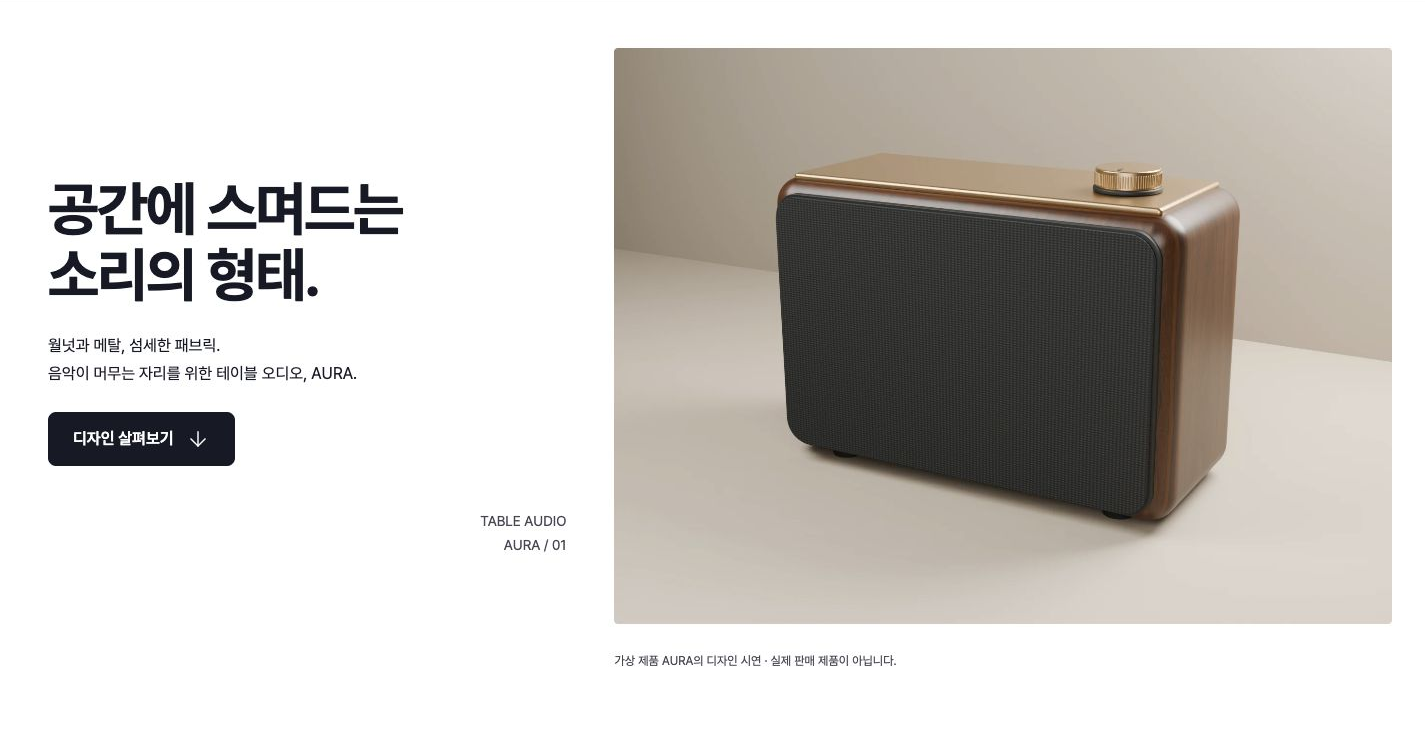 공간에 스며드는
소리의 형태.
월넛과 메탈, 섬세한 패브릭.
음악이 머무는 자리를 위한 테이블 오디오, AURA.
디자인 살펴보기
TABLE AUDIO
AURA / 01
가상 제품 AURA의 디자인 시연 · 실제 판매 제품이 아닙니다.